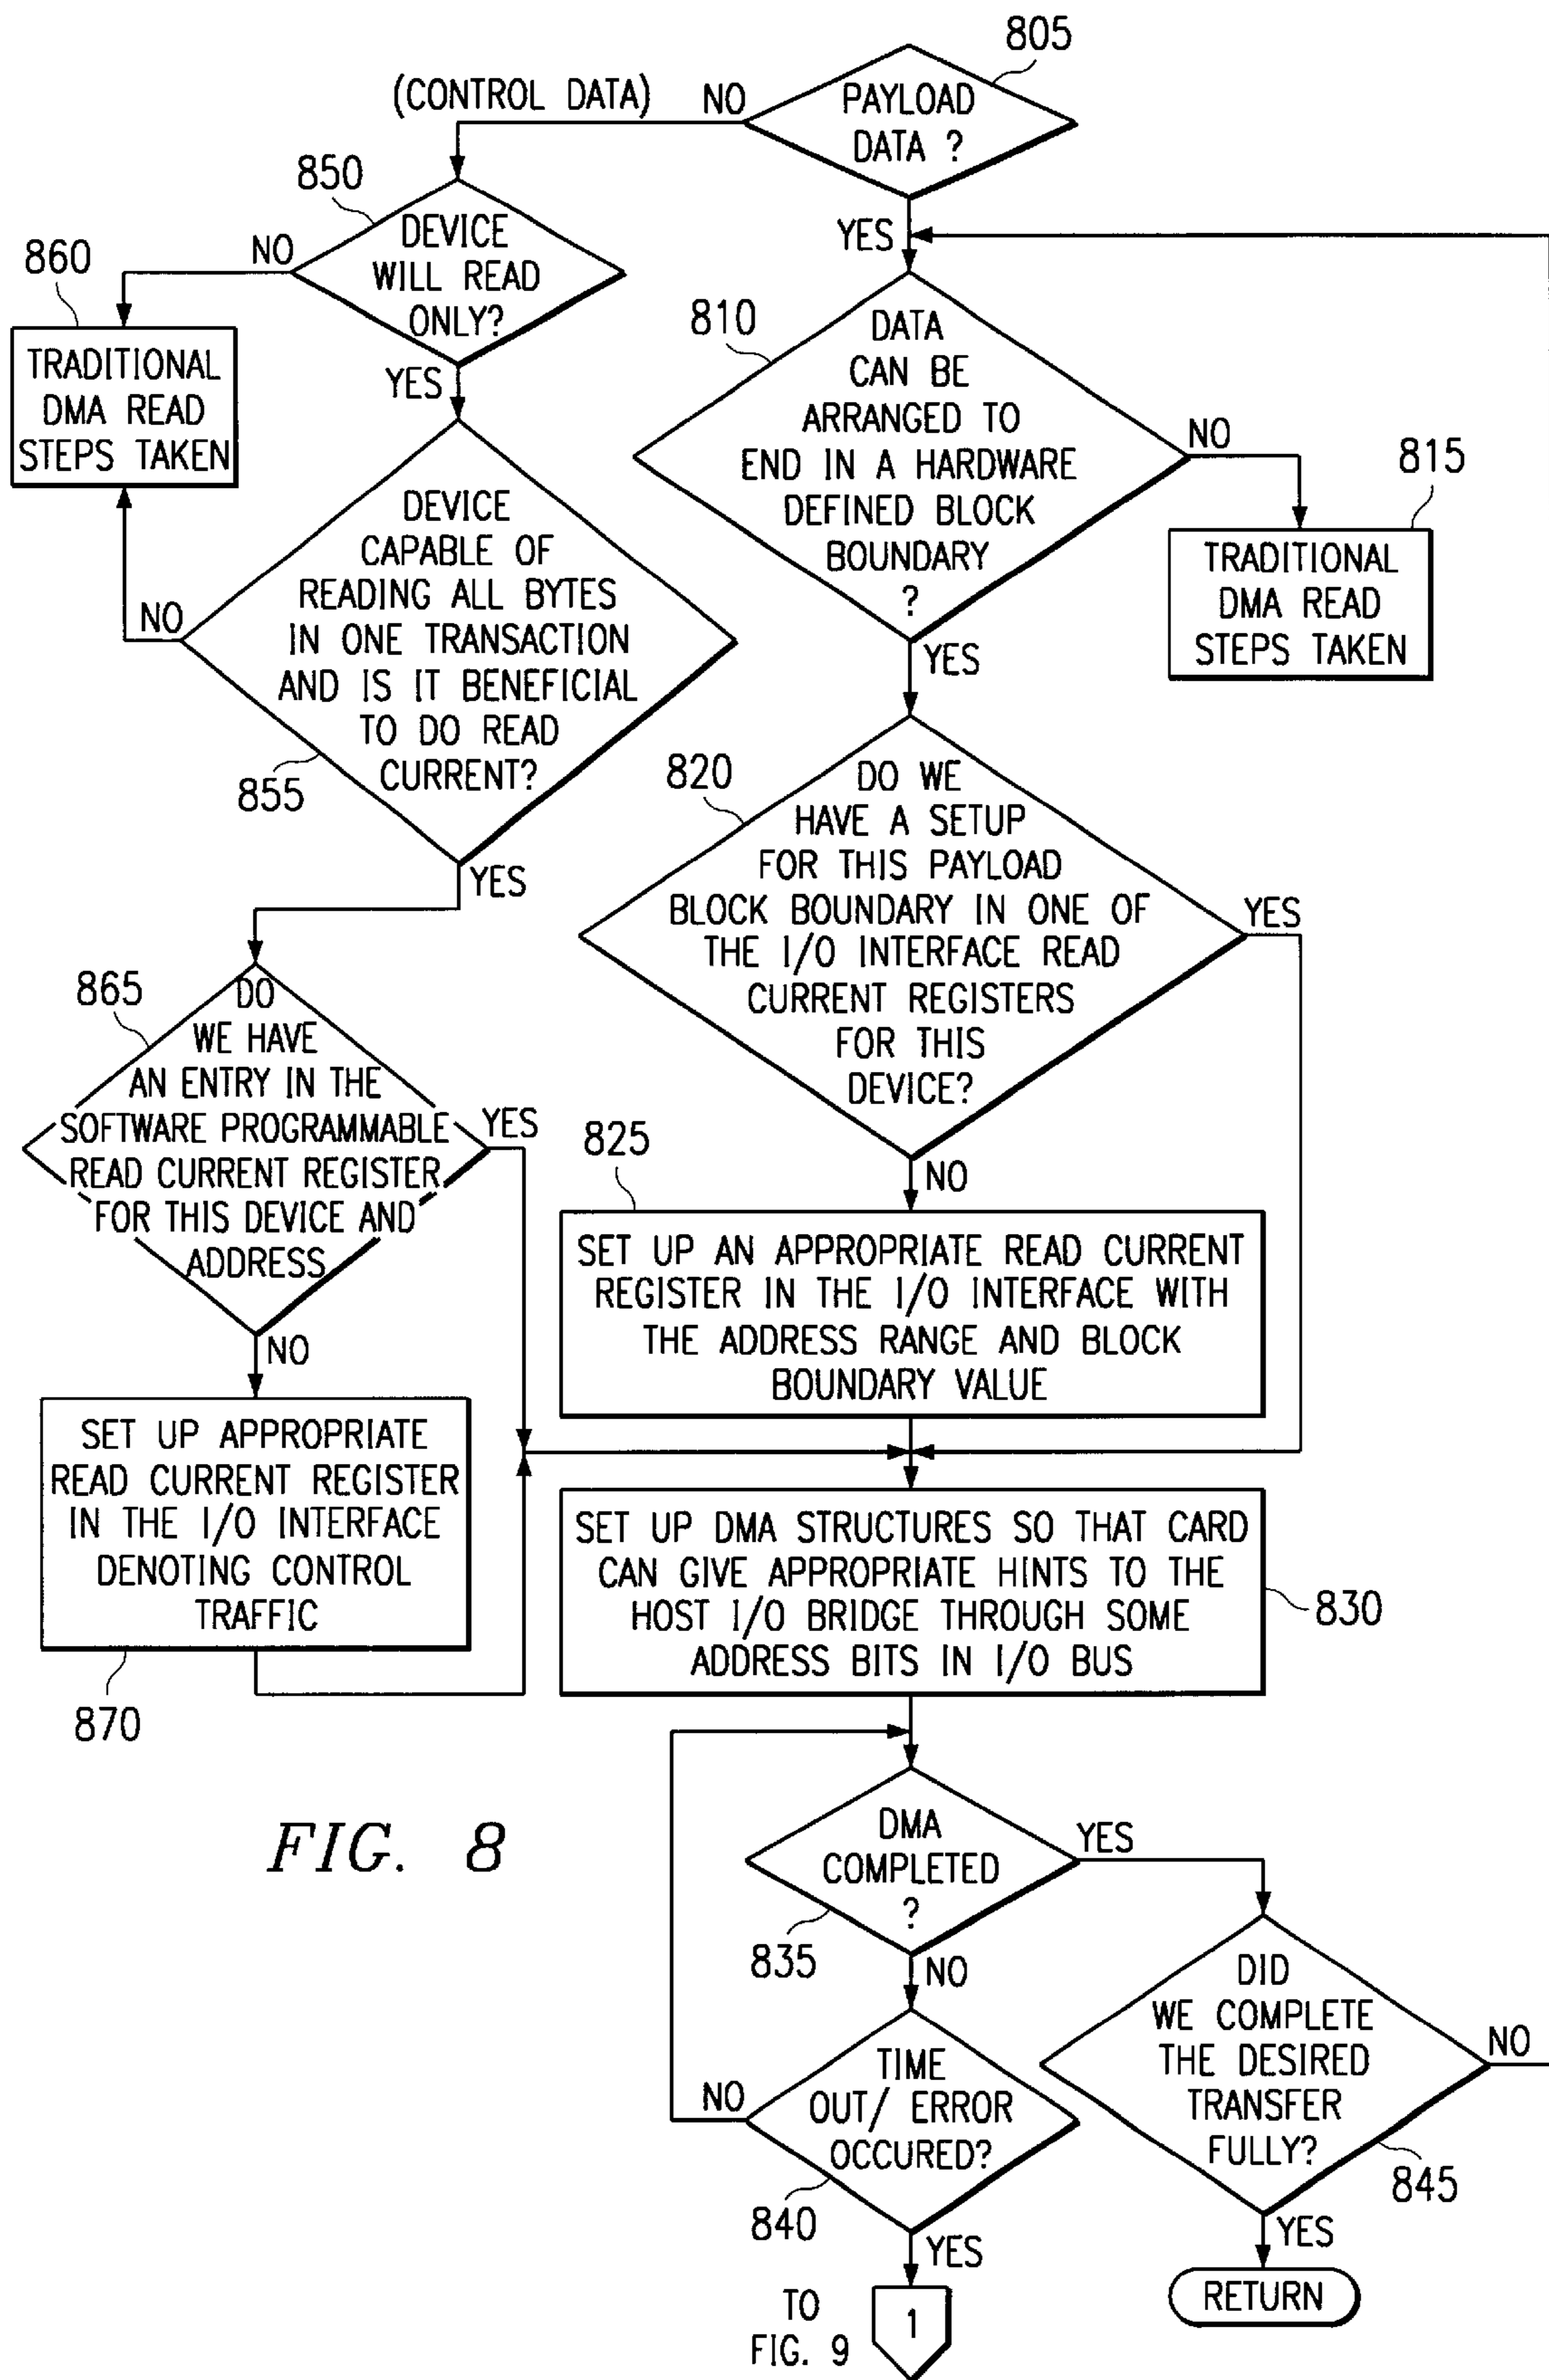 805
(CONTROL DATA) NO
PAYLOAD
DATA ?
YES
850
DEVICE
WILL READ
ONLY?
NO
YES
860
TRADITIONAL
DMA READ
STEPS TAKEN
810
DATA
CAN BE
ARRANGED TO
END IN A HARDWARE
DEFINED BLOCK
BOUNDARY
?
NO
YES
815
TRADITIONAL
DMA READ
STEPS TAKEN
DEVICE
CAPABLE OF
READING ALL BYTES
IN ONE TRANSACTION
AND IS IT BENEFICIAL
TO DO READ
CURRENT?
NO
855
YES
820
DO WE
HAVE A SETUP
FOR THIS PAYLOAD
BLOCK BOUNDARY IN ONE OF
THE I/O INTERFACE READ
CURRENT REGISTERS
FOR THIS
DEVICE?
YES
NO
865
DO
WE HAVE
AN ENTRY IN THE
SOFTWARE PROGRAMMABLE
READ CURRENT REGISTER
FOR THIS DEVICE AND
ADDRESS
YES
NO
825
SET UP AN APPROPRIATE READ CURRENT
REGISTER IN THE I/O INTERFACE WITH
THE ADDRESS RANGE AND BLOCK
BOUNDARY VALUE
SET UP APPROPRIATE
READ CURRENT REGISTER
IN THE I/O INTERFACE
DENOTING CONTROL
TRAFFIC
870
SET UP DMA STRUCTURES SO THAT CARD
CAN GIVE APPROPRIATE HINTS TO THE
HOST I/O BRIDGE THROUGH SOME
ADDRESS BITS IN I/O BUS
830
DMA
COMPLETED
?
YES
835
NO
FIG. 8
TIME
OUT/ ERROR
OCCURED?
NO
840
YES
DID
WE COMPLETE
THE DESIRED
TRANSFER
FULLY?
NO
845
YES
RETURN
TO
FIG. 9
1